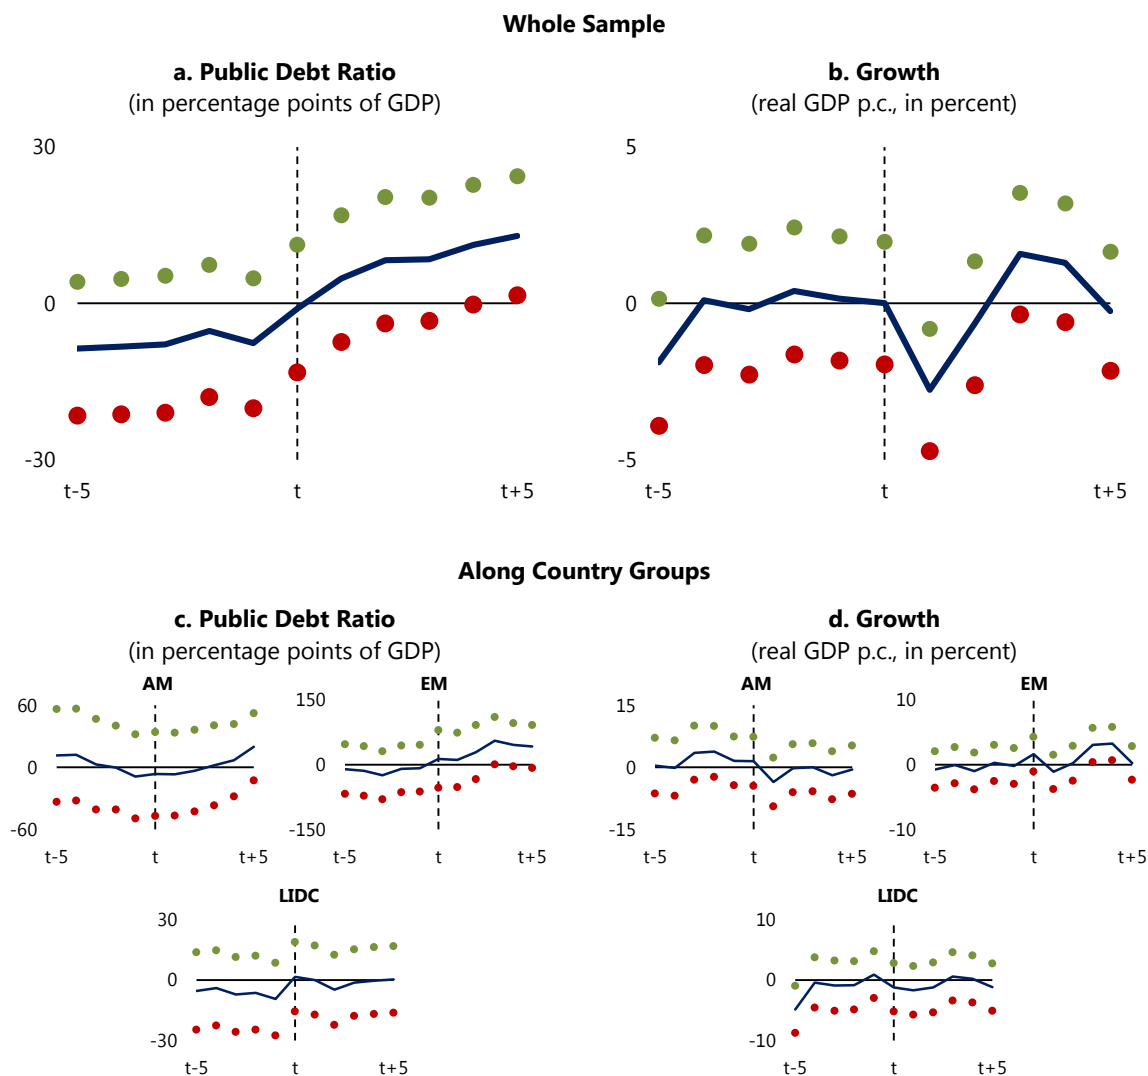 Whole Sample
a. Public Debt Ratio
(in percentage points of GDP)
30
0
-30
t-5 t t+5
b. Growth
(real GDP p.c., in percent)
5
0
-5
t-5 t t+5
Along Country Groups
c. Public Debt Ratio
(in percentage points of GDP)
AM
60
0
-60
t-5 t t+5
EM
150
0
-150
t-5 t t+5
LIDC
30
0
-30
t-5 t t+5
d. Growth
(real GDP p.c., in percent)
AM
15
0
-15
t-5 t t+5
EM
10
0
-10
t-5 t t+5
LIDC
10
0
-10
t-5 t t+5